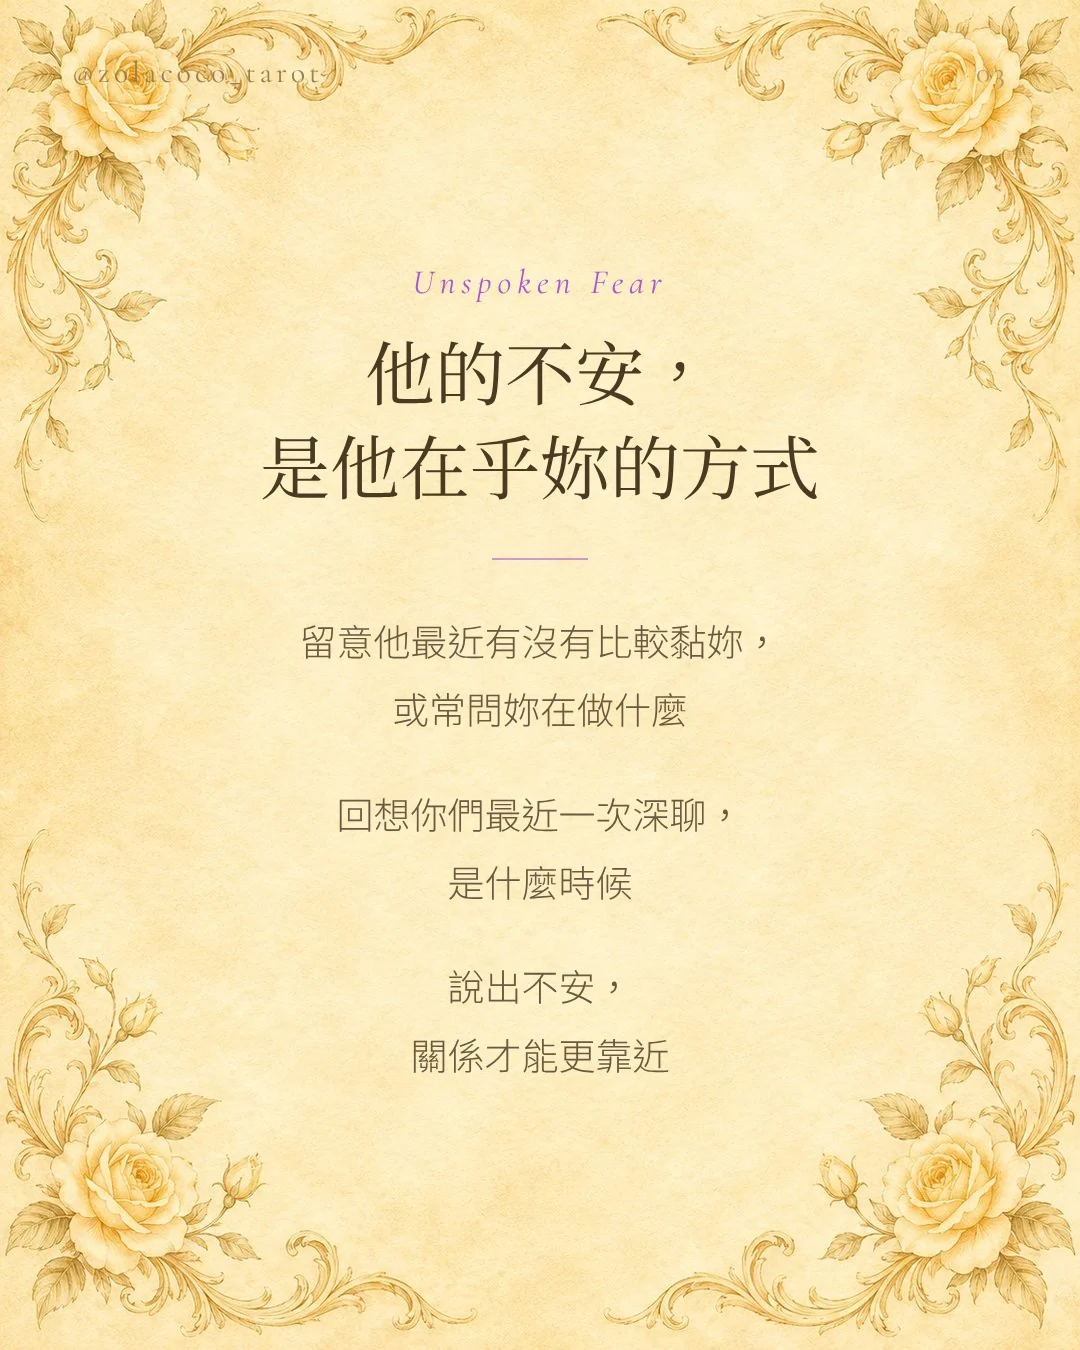 @zolacoco_tarot
03
Unspoken Fear
他的不安，
是他在乎妳的方式
留意他最近有沒有比較黏妳，
或常問妳在做什麼
回想你們最近一次深聊，
是什麼時候
說出不安，
關係才能更靠近